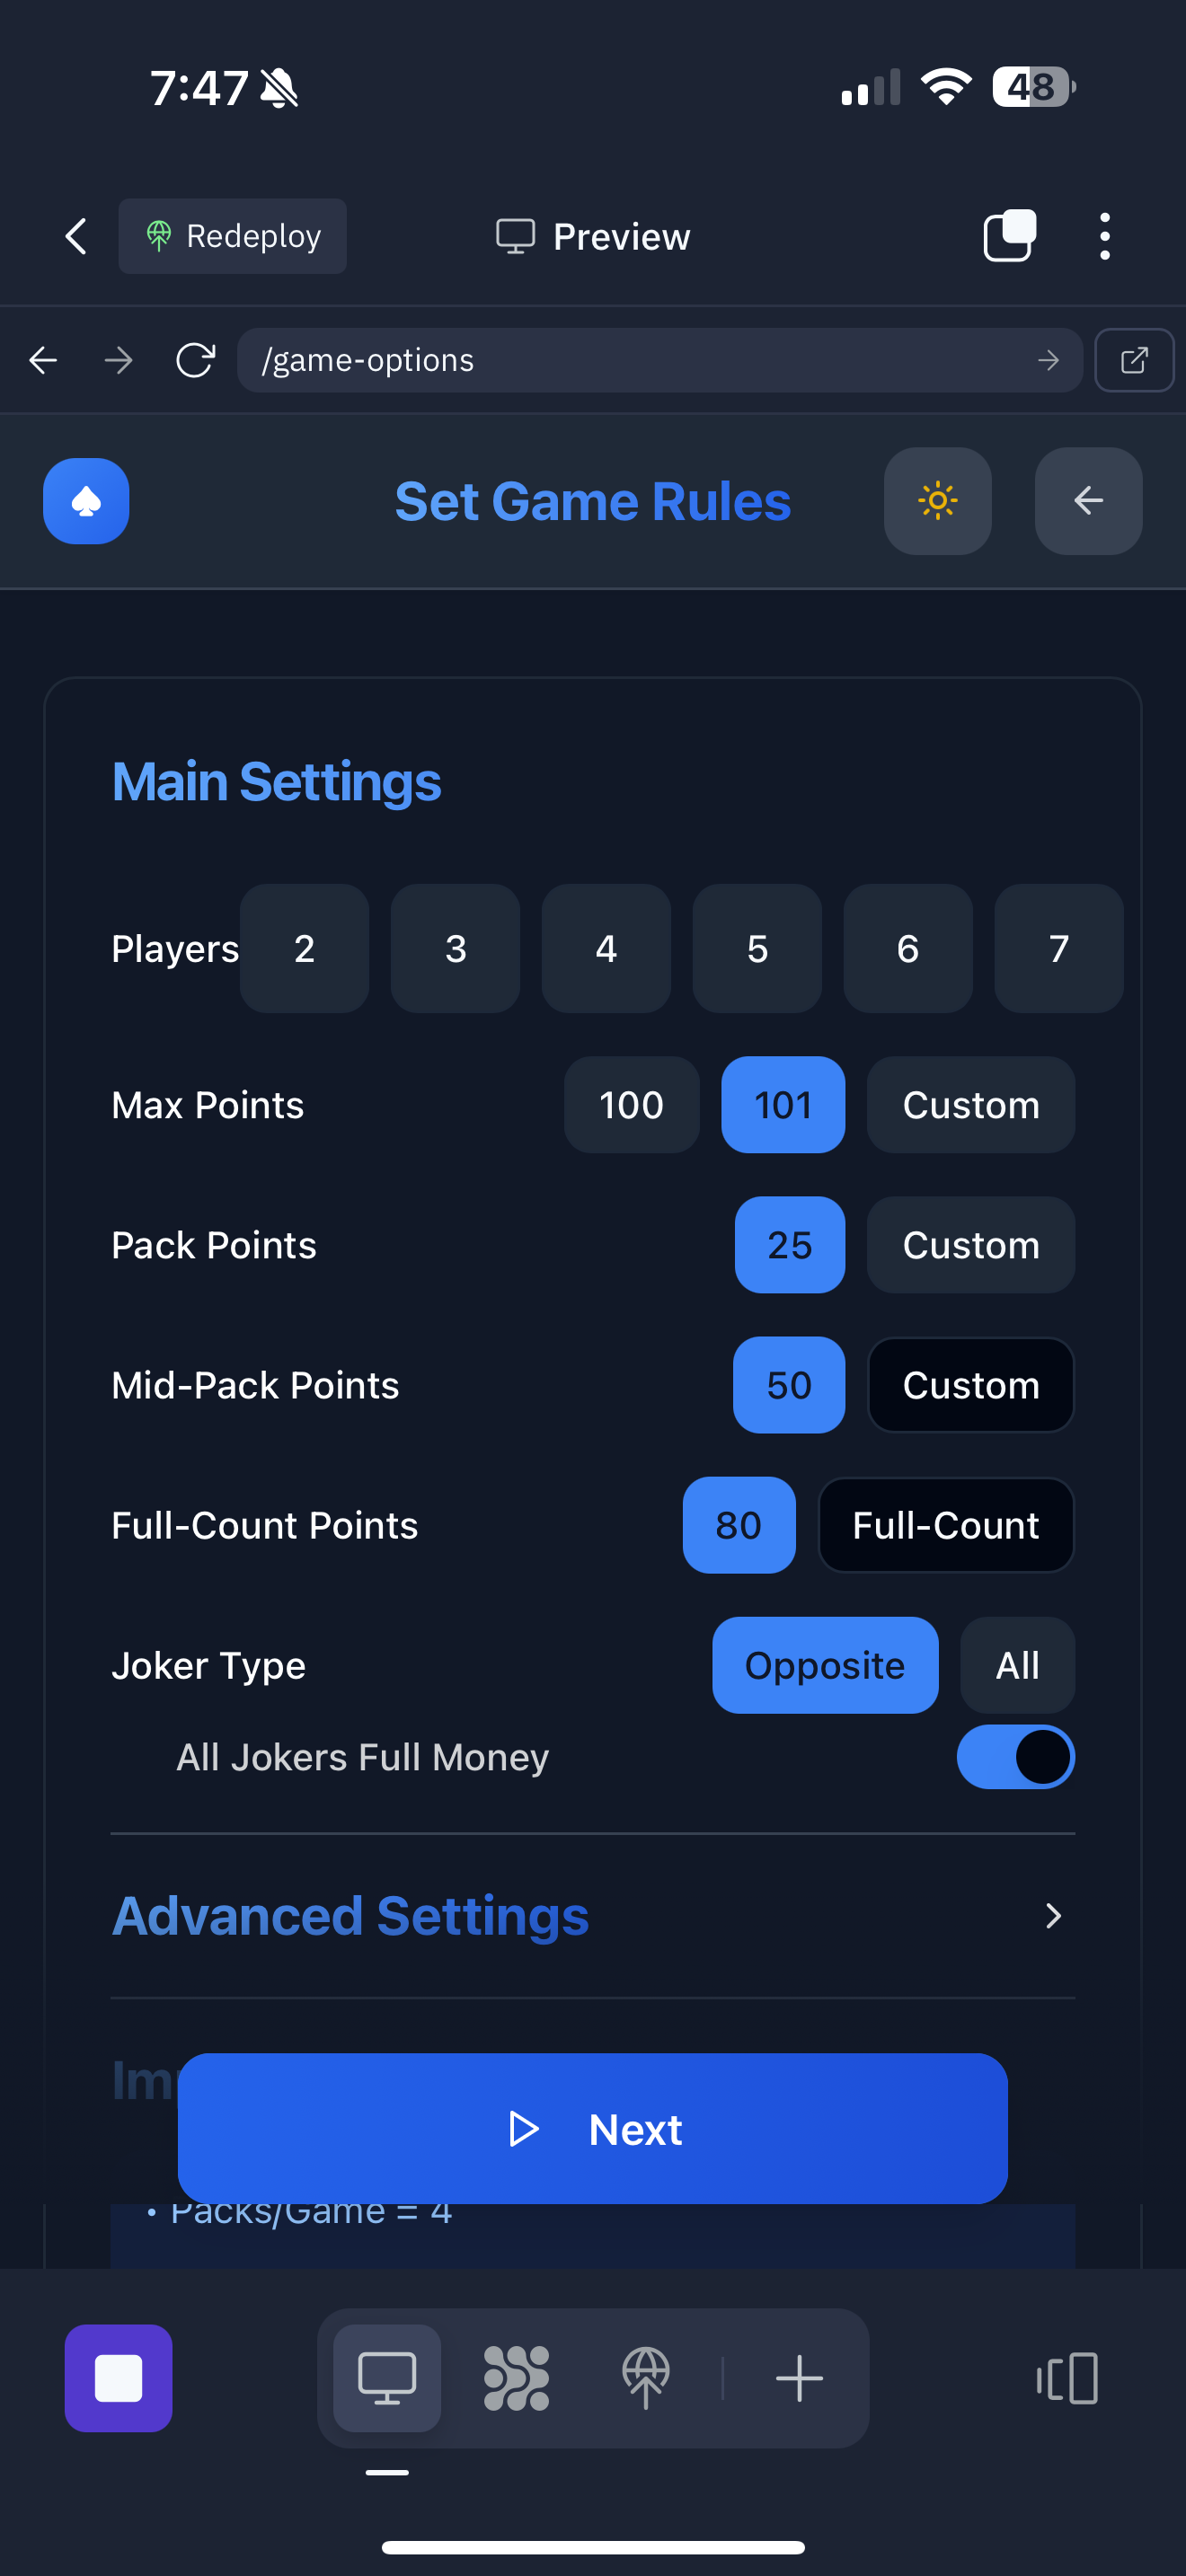 7:47
48
Redeploy
Preview
/game-options
Set Game Rules
Main Settings
Players 2 3 4 5 6 7
Max Points 100 101 Custom
Pack Points 25 Custom
Mid-Pack Points 50 Custom
Full-Count Points 80 Full-Count
Joker Type Opposite All
All Jokers Full Money
Advanced Settings
Next
• Packs/Game = 4